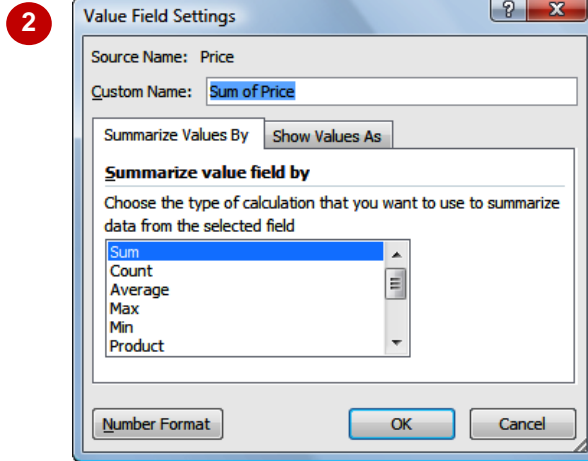 2
Value Field Settings
?
X
Source Name: Price
Custom Name: Sum of Price
Summarize Values By
Show Values As
Summarize value field by
Choose the type of calculation that you want to use to summarize
data from the selected field
Sum
Count
Average
Max
Min
Product
Number Format
OK
Cancel